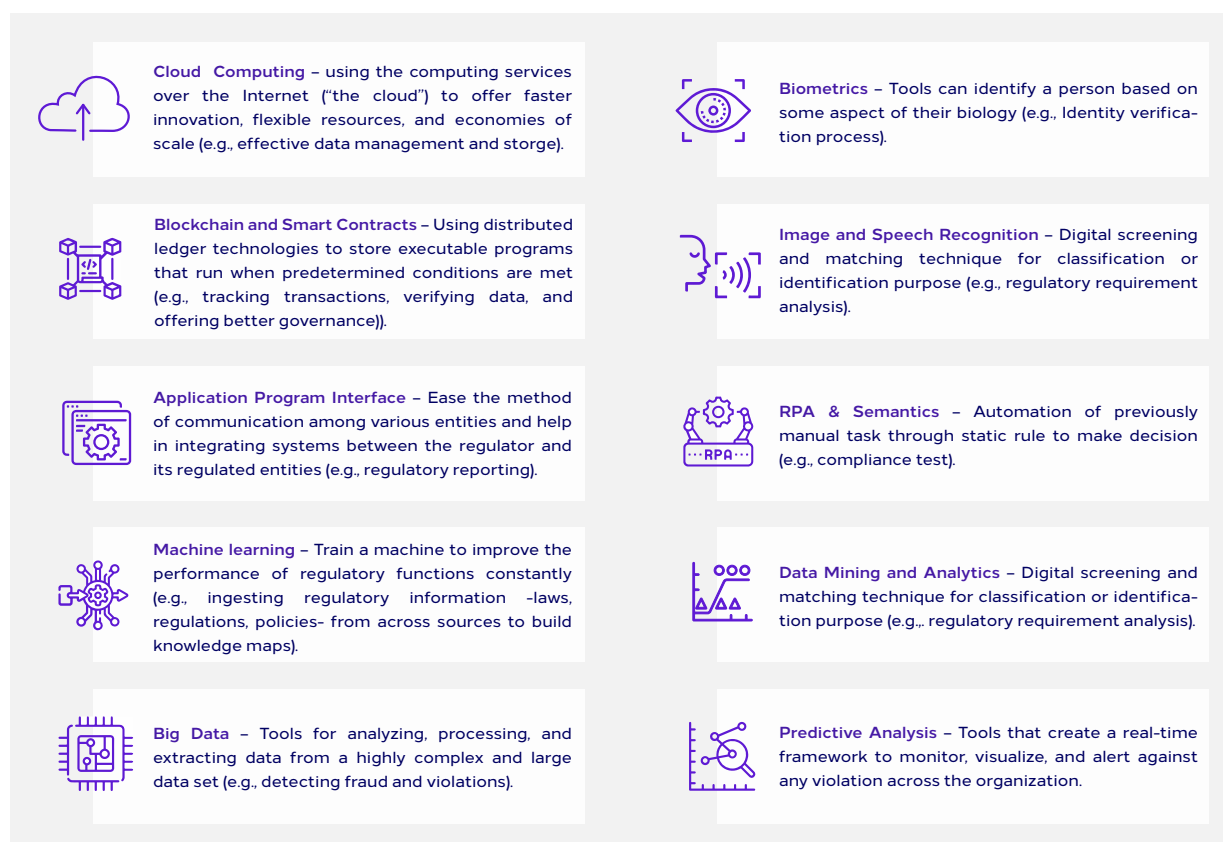 Cloud Computing – using the computing services
over the Internet (“the cloud”) to offer faster
innovation, flexible resources, and economies of
scale (e.g., effective data management and storge).
Blockchain and Smart Contracts – Using distributed
ledger technologies to store executable programs
that run when predetermined conditions are met
(e.g., tracking transactions, verifying data, and
offering better governance)).
Application Program Interface – Ease the method
of communication among various entities and help
in integrating systems between the regulator and
its regulated entities (e.g., regulatory reporting).
Machine learning – Train a machine to improve the
performance of regulatory functions constantly
(e.g., ingesting regulatory information -laws,
regulations, policies- from across sources to build
knowledge maps).
Big Data – Tools for analyzing, processing, and
extracting data from a highly complex and large
data set (e.g., detecting fraud and violations).
Biometrics – Tools can identify a person based on
some aspect of their biology (e.g., Identity verifica-
tion process).
Image and Speech Recognition – Digital screening
and matching technique for classification or
identification purpose (e.g., regulatory requirement
analysis).
RPA & Semantics – Automation of previously
manual task through static rule to make decision
(e.g., compliance test).
RPA
Data Mining and Analytics – Digital screening and
matching technique for classification or identifica-
tion purpose (e.g.,. regulatory requirement analysis).
Predictive Analysis – Tools that create a real-time
framework to monitor, visualize, and alert against
any violation across the organization.